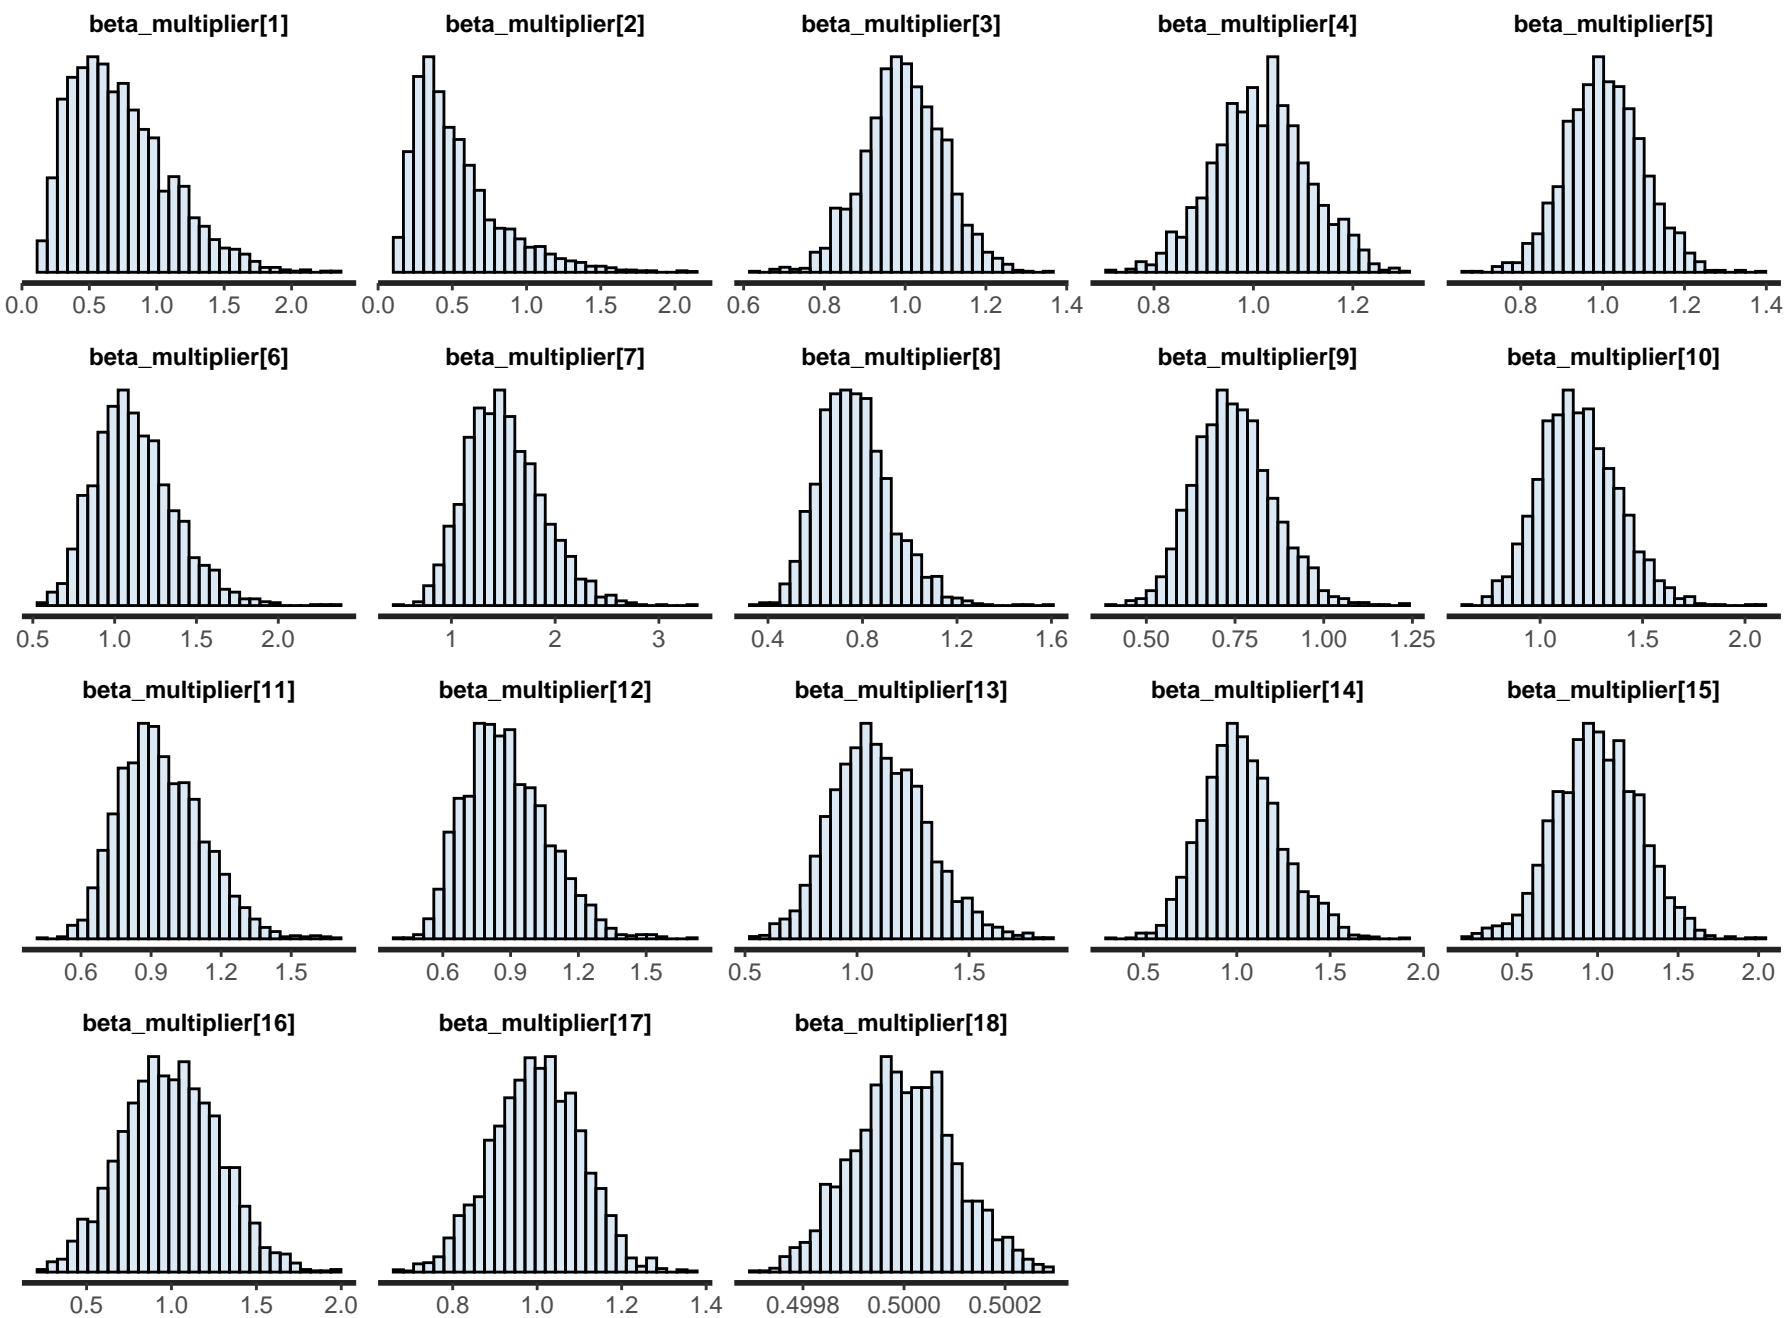 beta_multiplier[1] beta_multiplier[2] beta_multiplier[3] beta_multiplier[4] beta_multiplier[5]
0.0 0.5 1.0 1.5 2.0 0.0 0.5 1.0 1.5 2.0 0.6 0.8 1.0 1.2 1.4 0.8 1.0 1.2 0.8 1.0 1.2 1.4
beta_multiplier[6] beta_multiplier[7] beta_multiplier[8] beta_multiplier[9] beta_multiplier[10]
0.5 1.0 1.5 2.0 1 2 3 0.4 0.8 1.2 1.6 0.50 0.75 1.00 1.25 1.0 1.5 2.0
beta_multiplier[11] beta_multiplier[12] beta_multiplier[13] beta_multiplier[14] beta_multiplier[15]
0.6 0.9 1.2 1.5 0.6 0.9 1.2 1.5 0.5 1.0 1.5 0.5 1.0 1.5 2.0 0.5 1.0 1.5 2.0
beta_multiplier[16] beta_multiplier[17] beta_multiplier[18]
0.5 1.0 1.5 2.0 0.8 1.0 1.2 1.4 0.4998 0.5000 0.5002